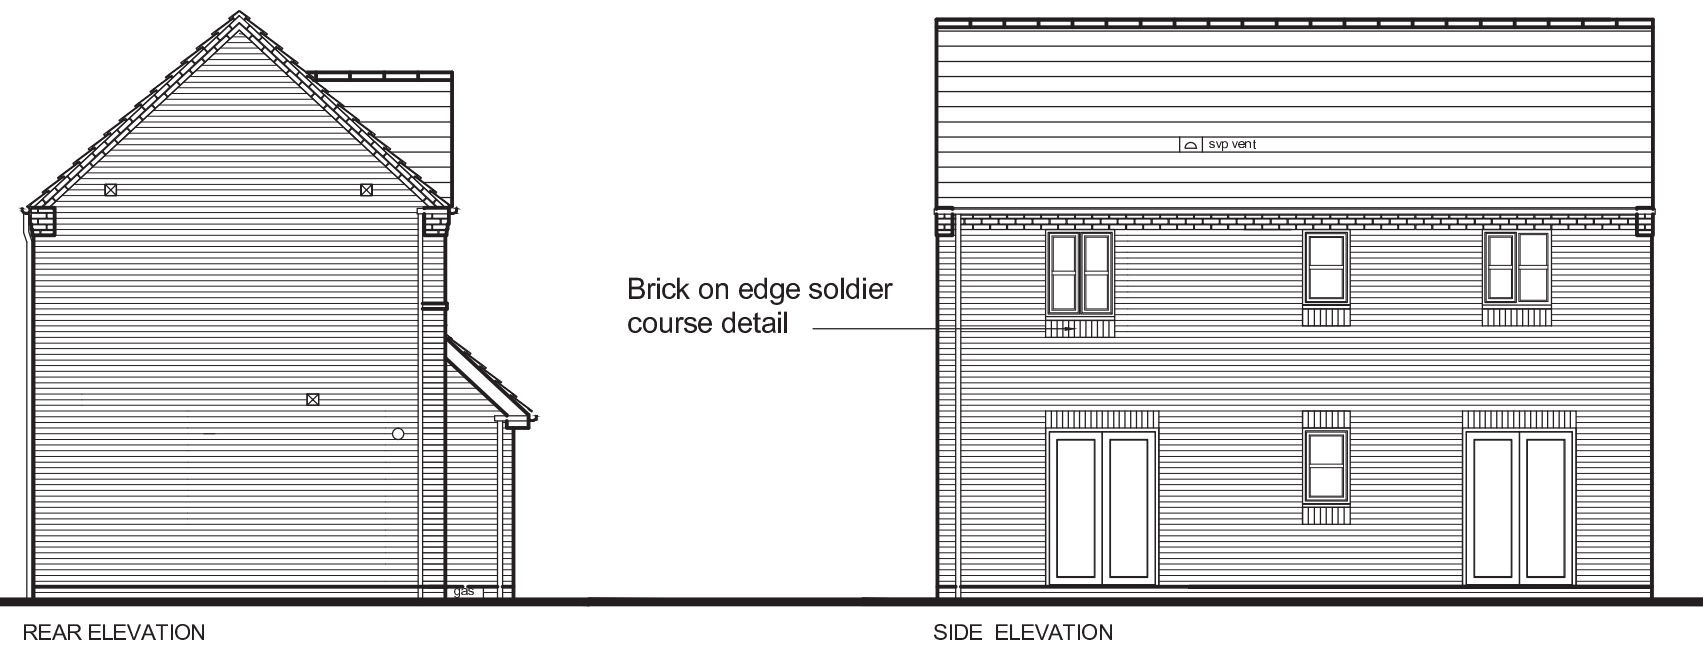 svp vent
Brick on edge soldier
course detail
gas
REAR ELEVATION
SIDE ELEVATION